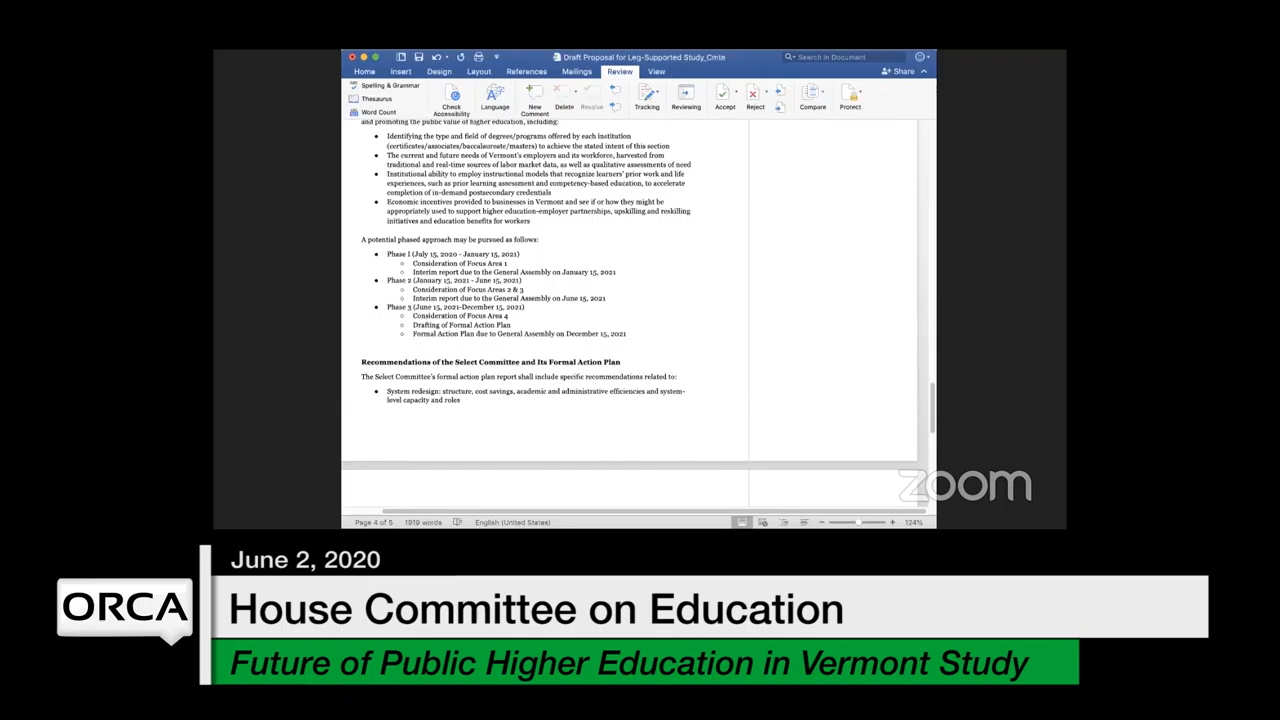 Draft Proposal for Leg-Supported Study_Cmte
Search in Document
Home Insert Design Layout References Mailings Review View
Share
Spelling & Grammar
Thesaurus
Word Count
Check Accessibility
Language
New Comment
Delete
Resolve
Tracking
Reviewing
Accept
Reject
Compare
Protect
and promoting the public value of higher education, including:
● Identifying the type and field of degrees/programs offered by each institution
(certificates/associates/baccalaureate/masters) to achieve the stated intent of this section
● The current and future needs of Vermont's employers and its workforce, harvested from
traditional and real-time sources of labor market data, as well as qualitative assessments of need
● Institutional ability to employ instructional models that recognize learners' prior work and life
experiences, such as prior learning assessment and competency-based education, to accelerate
completion of in-demand postsecondary credentials
● Economic incentives provided to businesses in Vermont and see if or how they might be
appropriately used to support higher education-employer partnerships, upskilling and reskilling
initiatives and education benefits for workers
A potential phased approach may be pursued as follows:
● Phase I (July 15, 2020 - January 15, 2021)
○ Consideration of Focus Area 1
○ Interim report due to the General Assembly on January 15, 2021
● Phase 2 (January 15, 2021 - June 15, 2021)
○ Consideration of Focus Areas 2 & 3
○ Interim report due to the General Assembly on June 15, 2021
● Phase 3 (June 15, 2021-December 15, 2021)
○ Consideration of Focus Area 4
○ Drafting of Formal Action Plan
○ Formal Action Plan due to General Assembly on December 15, 2021
Recommendations of the Select Committee and Its Formal Action Plan
The Select Committee's formal action plan report shall include specific recommendations related to:
● System redesign: structure, cost savings, academic and administrative efficiencies and system-
level capacity and roles
zoom
Page 4 of 5 1919 words English (United States) 124%
June 2, 2020
ORCA
House Committee on Education
Future of Public Higher Education in Vermont Study